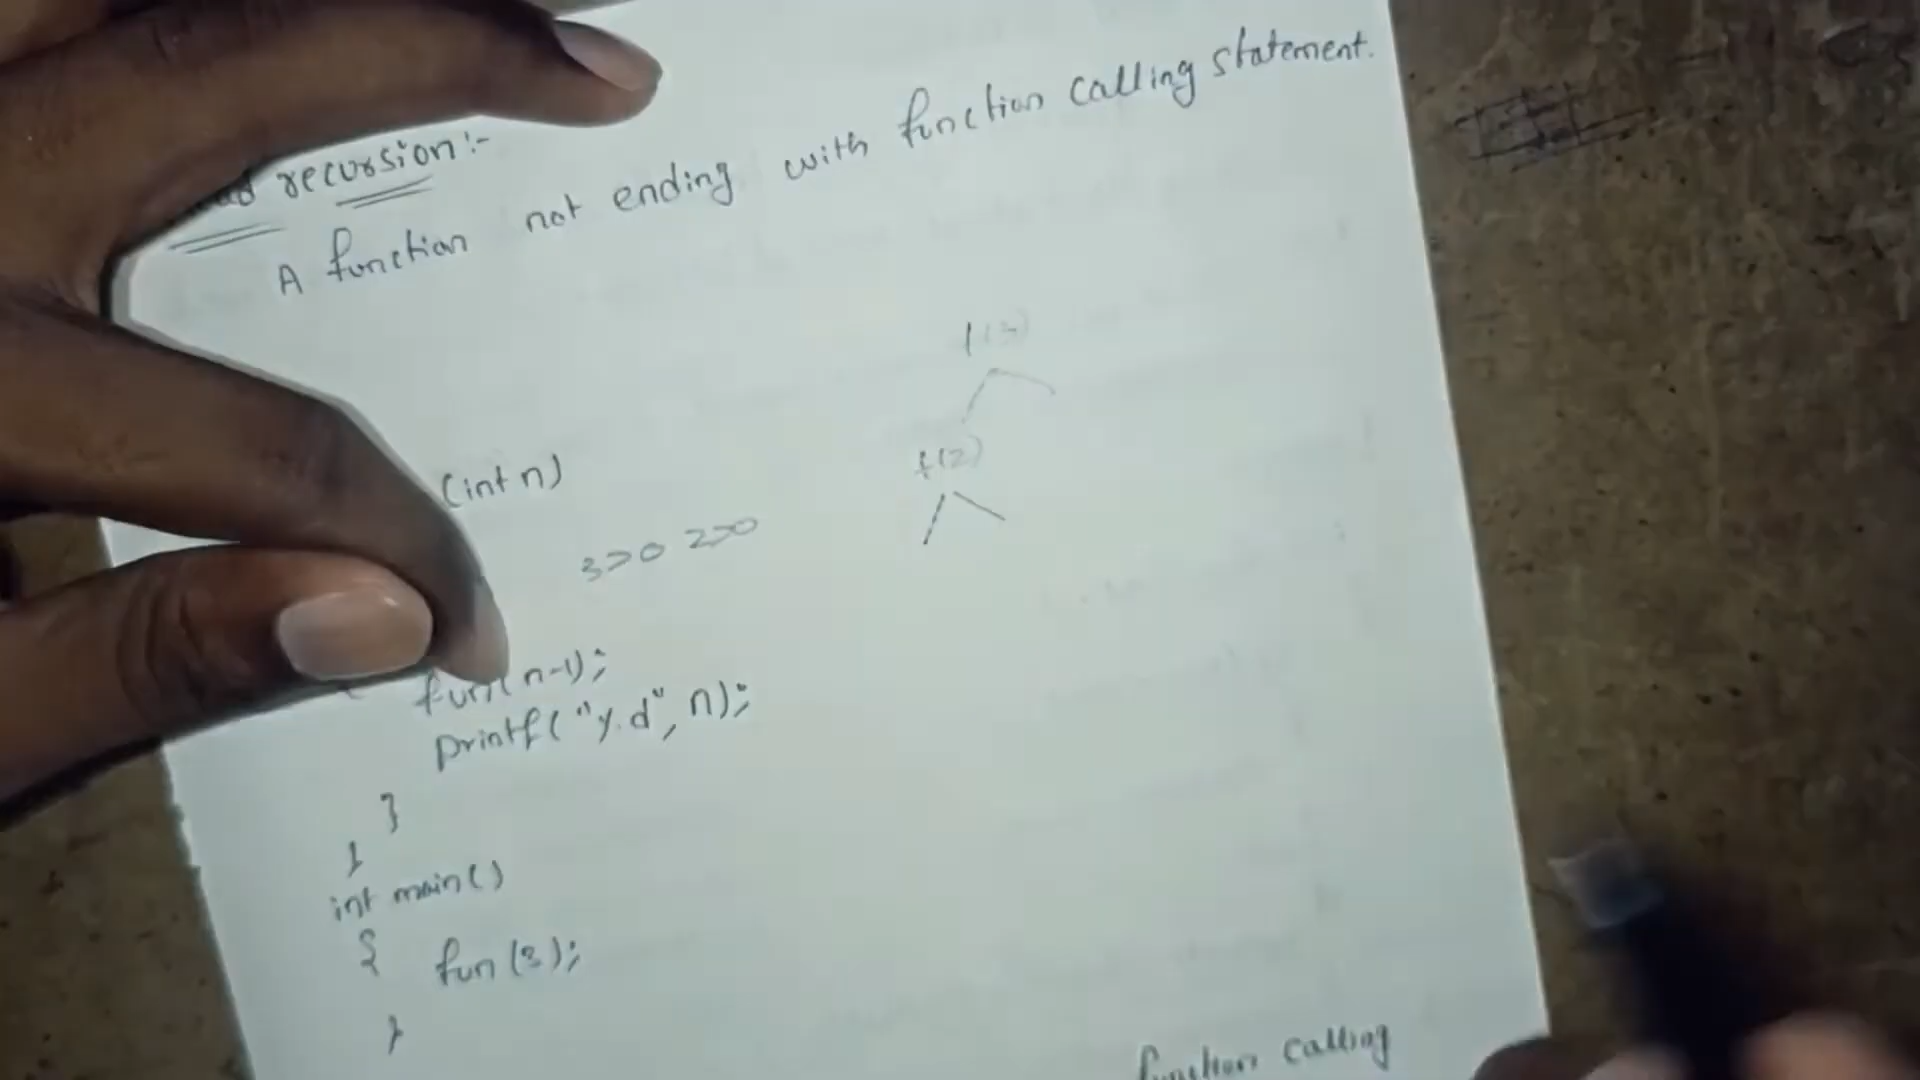 recursion:-
A function not ending with function calling statement.
f(3)
f(2)
(int n)
3>0 2>0
fun(n-1);
printf("%d", n);
}
}
int main()
{ fun(3);
}
function calling